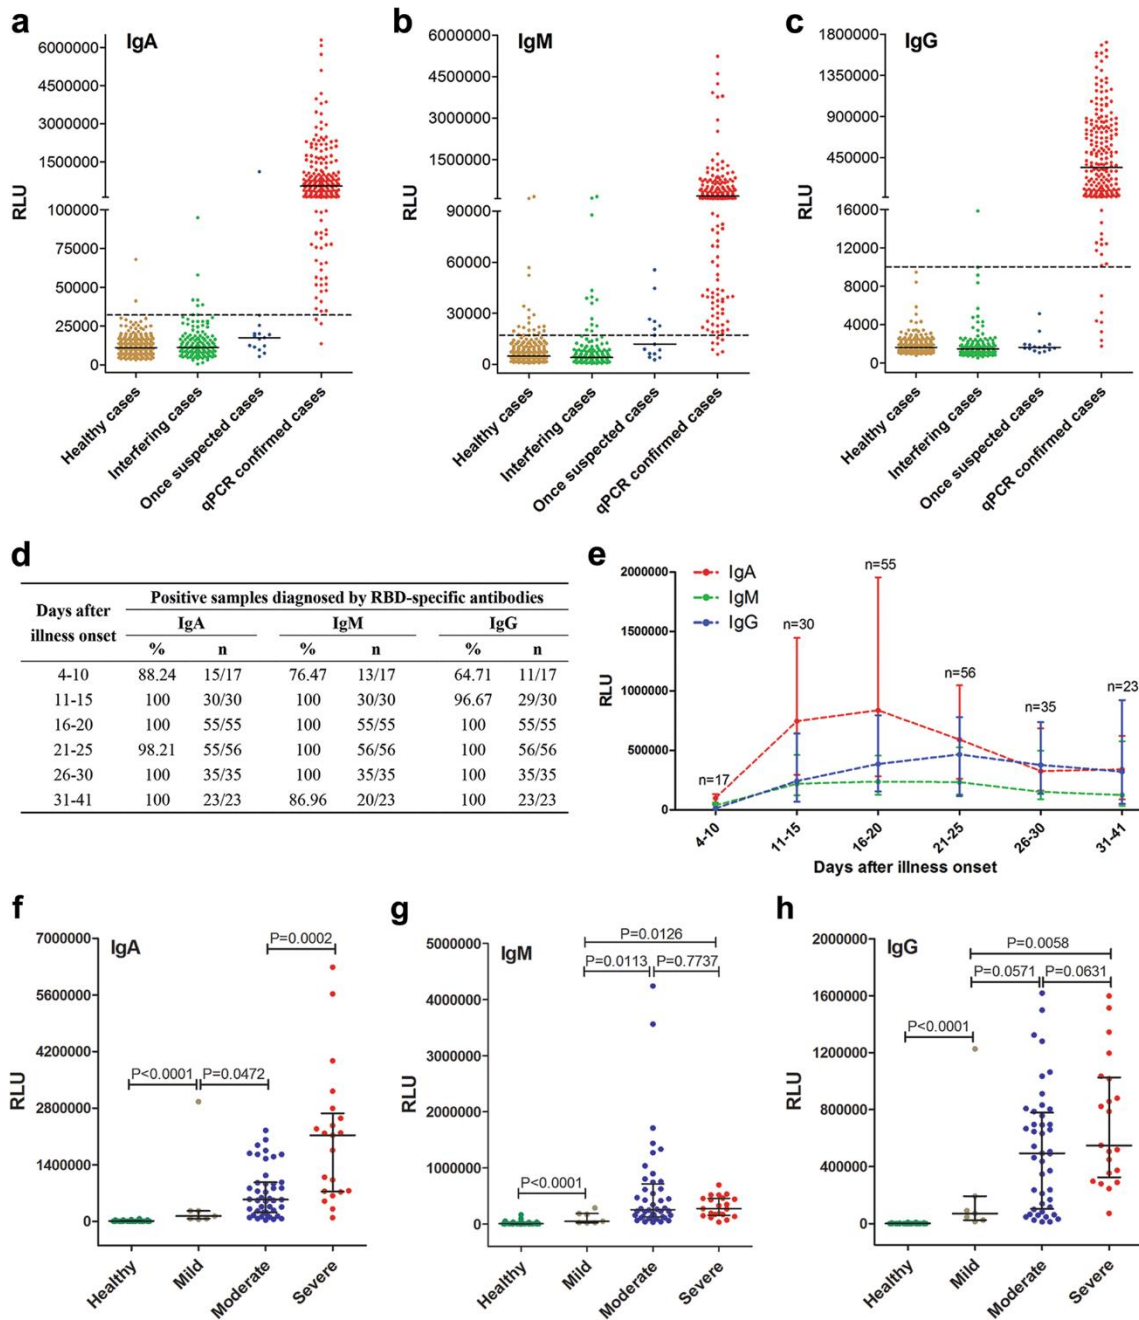 a
IgA
RLU
6000000
4500000
3000000
1500000
100000
75000
50000
25000
0
Healthy cases
Interfering cases
Once suspected cases
qPCR confirmed cases
b
IgM
RLU
6000000
4500000
3000000
1500000
90000
60000
30000
0
Healthy cases
Interfering cases
Once suspected cases
qPCR confirmed cases
c
IgG
RLU
1800000
1350000
900000
450000
16000
12000
8000
4000
0
Healthy cases
Interfering cases
Once suspected cases
qPCR confirmed cases
d
Days after illness onset Positive samples diagnosed by RBD-specific antibodies
IgA IgM IgG
% n % n % n
4-10 88.24 15/17 76.47 13/17 64.71 11/17
11-15 100 30/30 100 30/30 96.67 29/30
16-20 100 55/55 100 55/55 100 55/55
21-25 98.21 55/56 100 56/56 100 56/56
26-30 100 35/35 100 35/35 100 35/35
31-41 100 23/23 86.96 20/23 100 23/23
e
IgA
IgM
IgG
RLU
2000000
1500000
1000000
500000
0
n=17
n=30
n=55
n=56
n=35
n=23
4-10
11-15
16-20
21-25
26-30
31-41
Days after illness onset
f
IgA
RLU
7000000
5600000
4200000
2800000
1400000
0
P=0.0002
P<0.0001
P=0.0472
Healthy
Mild
Moderate
Severe
g
IgM
RLU
5000000
4000000
3000000
2000000
1000000
0
P=0.0126
P=0.0113
P=0.7737
P<0.0001
Healthy
Mild
Moderate
Severe
h
IgG
RLU
2000000
1600000
1200000
800000
400000
0
P=0.0058
P=0.0571
P=0.0631
P<0.0001
Healthy
Mild
Moderate
Severe